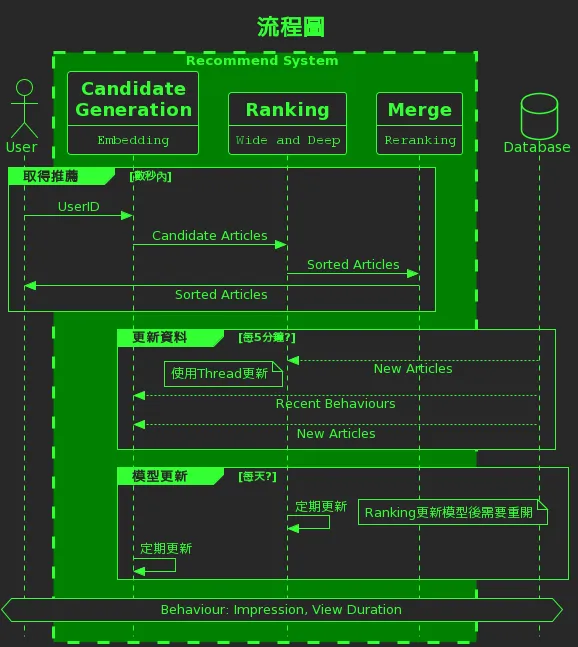 流程圖
Recommend System
Candidate
Generation
Embedding
Ranking
Wide and Deep
Merge
Reranking
User
Database
取得推薦 [數秒內]
UserID
Candidate Articles
Sorted Articles
Sorted Articles
更新資料 [每5分鐘?]
New Articles
使用Thread更新
Recent Behaviours
New Articles
模型更新 [每天?]
定期更新
Ranking更新模型後需要重開
定期更新
Behaviour: Impression, View Duration